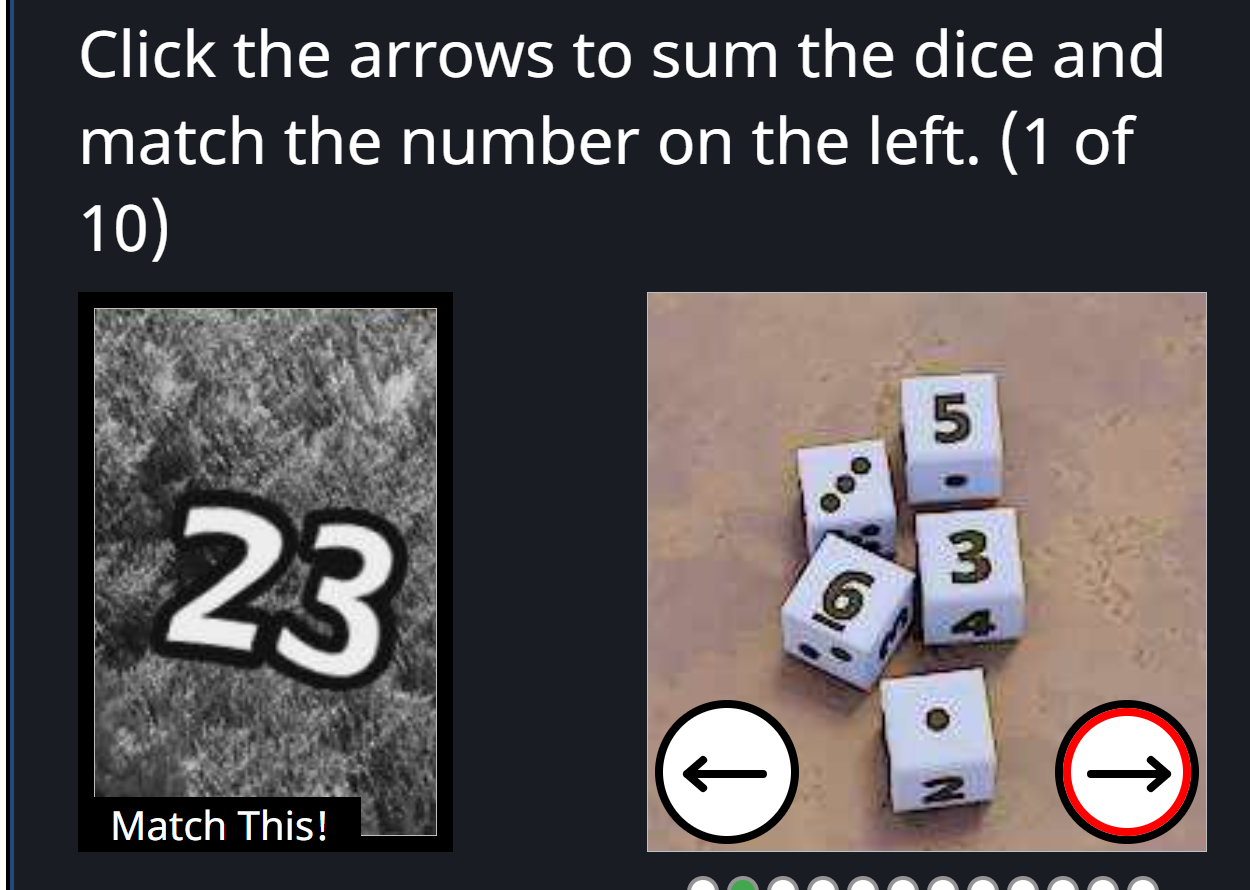 Click the arrows to sum the dice and
match the number on the left. (1 of
10)
23
Match This!
5
3
4
6
3
2